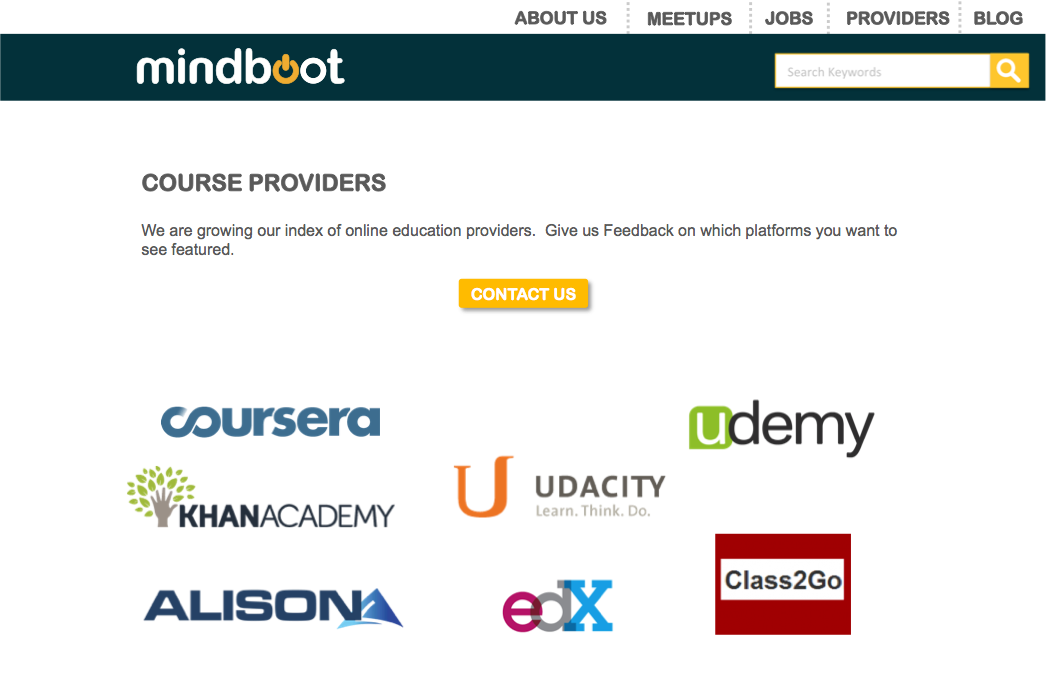 ABOUT US MEETUPS JOBS PROVIDERS BLOG
mindboot
Search Keywords
COURSE PROVIDERS
We are growing our index of online education providers.  Give us Feedback on which platforms you want to
see featured.
CONTACT US
coursera
udemy
KHANACADEMY
UDACITY
Learn. Think. Do.
ALISON
edX
Class2Go